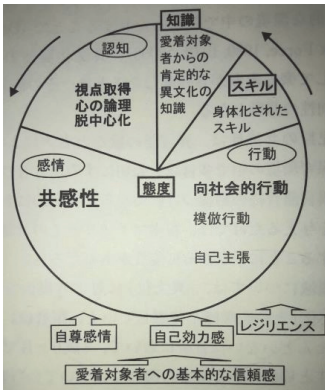 知識
認知
愛着対象
者からの
肯定的な
異文化の
知識
視点取得
心の論理
脱中心化
スキル
身体化された
スキル
感情
行動
共感性
態度
向社会的行動
模倣行動
自己主張
自尊感情
自己効力感
レジリエンス
愛着対象者への基本的な信頼感